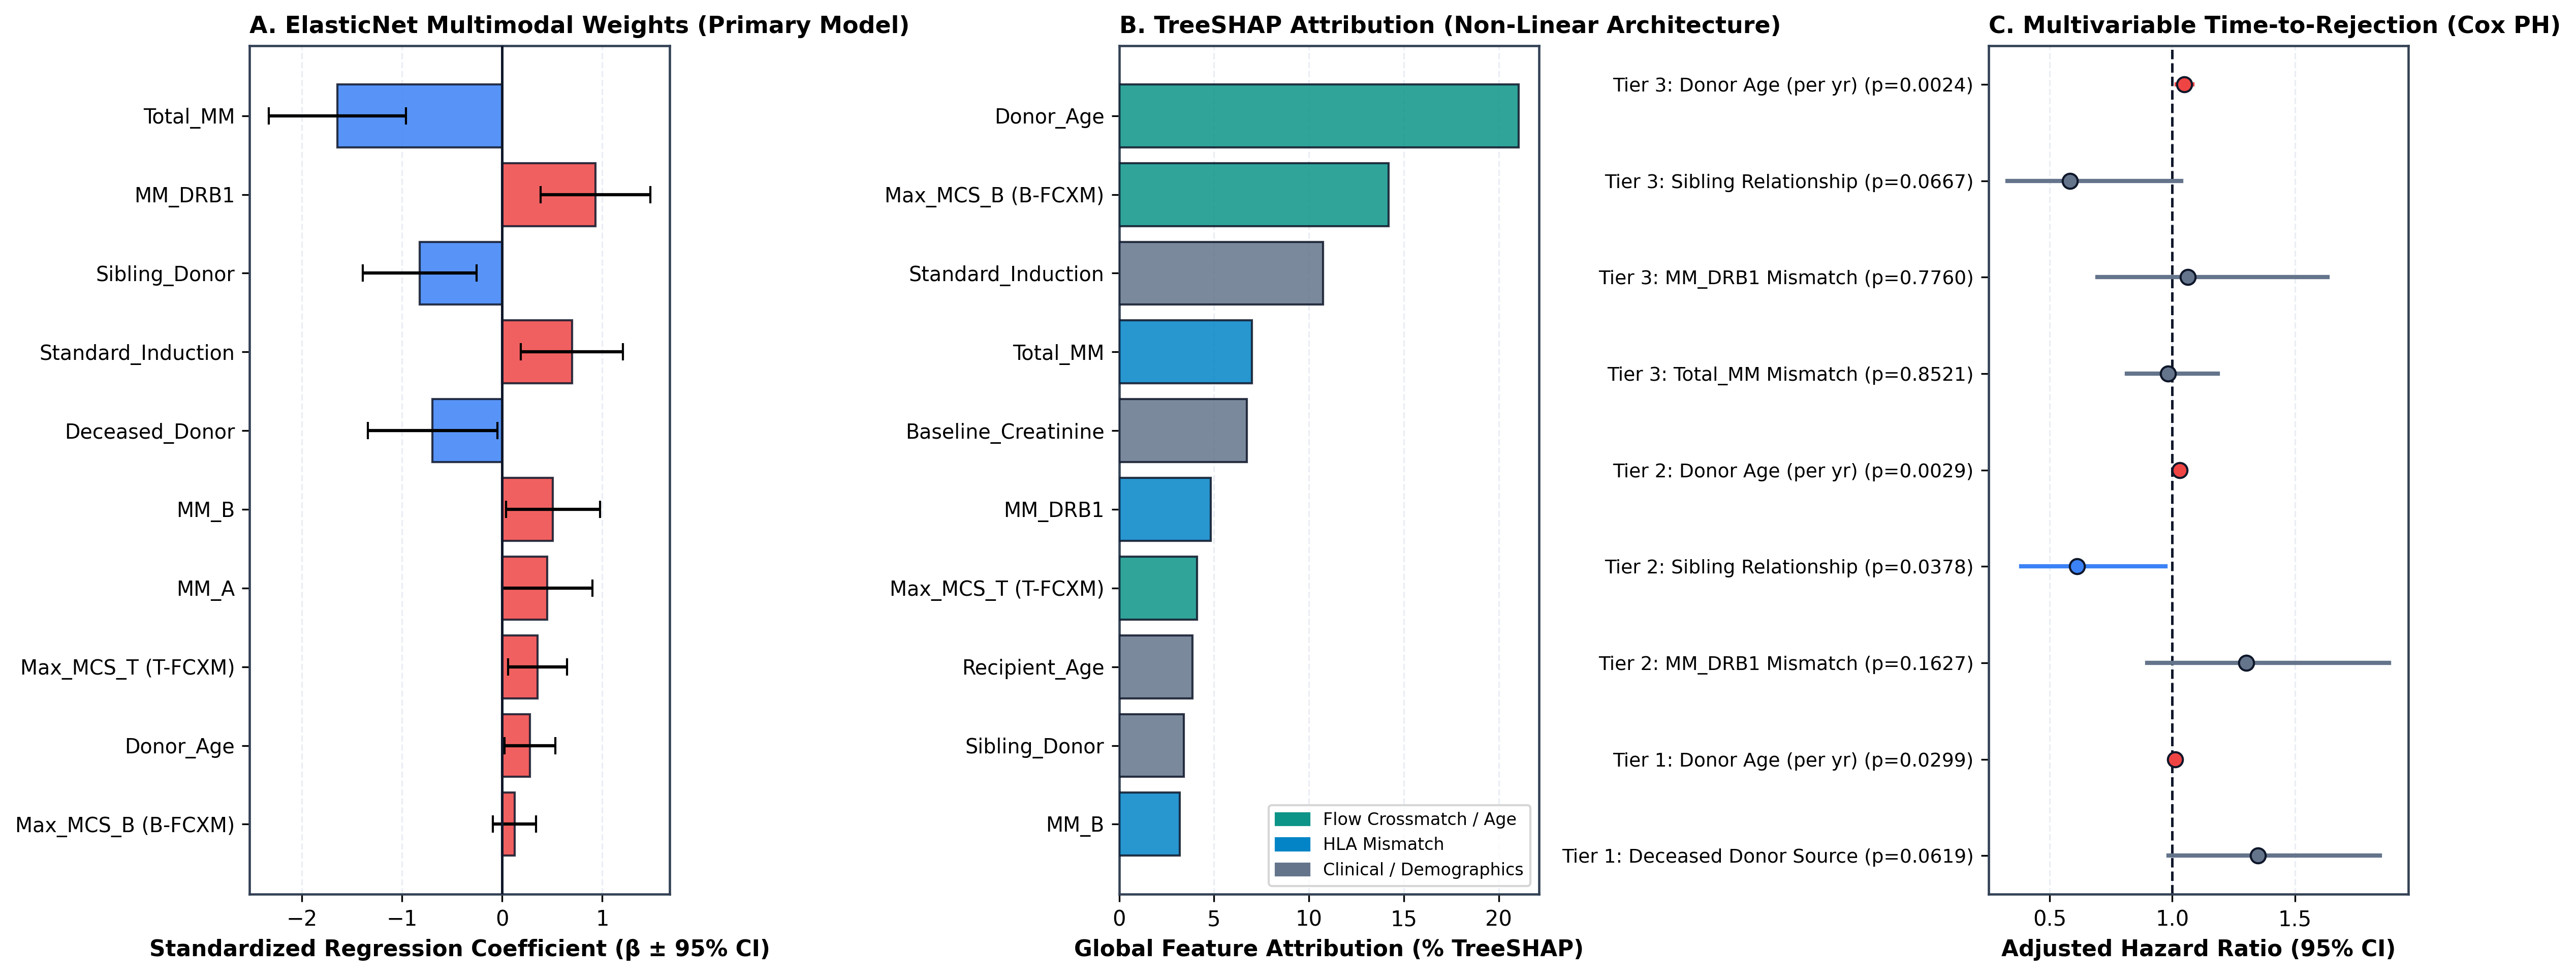 A. ElasticNet Multimodal Weights (Primary Model)
Total_MM
MM_DRB1
Sibling_Donor
Standard_Induction
Deceased_Donor
MM_B
MM_A
Max_MCS_T (T-FCXM)
Donor_Age
Max_MCS_B (B-FCXM)
−2
−1
0
1
Standardized Regression Coefficient (β ± 95% CI)
B. TreeSHAP Attribution (Non-Linear Architecture)
Donor_Age
Max_MCS_B (B-FCXM)
Standard_Induction
Total_MM
Baseline_Creatinine
MM_DRB1
Max_MCS_T (T-FCXM)
Recipient_Age
Sibling_Donor
MM_B
Flow Crossmatch / Age
HLA Mismatch
Clinical / Demographics
0
5
10
15
20
Global Feature Attribution (% TreeSHAP)
C. Multivariable Time-to-Rejection (Cox PH)
Tier 3: Donor Age (per yr) (p=0.0024)
Tier 3: Sibling Relationship (p=0.0667)
Tier 3: MM_DRB1 Mismatch (p=0.7760)
Tier 3: Total_MM Mismatch (p=0.8521)
Tier 2: Donor Age (per yr) (p=0.0029)
Tier 2: Sibling Relationship (p=0.0378)
Tier 2: MM_DRB1 Mismatch (p=0.1627)
Tier 1: Donor Age (per yr) (p=0.0299)
Tier 1: Deceased Donor Source (p=0.0619)
0.5
1.0
1.5
Adjusted Hazard Ratio (95% CI)